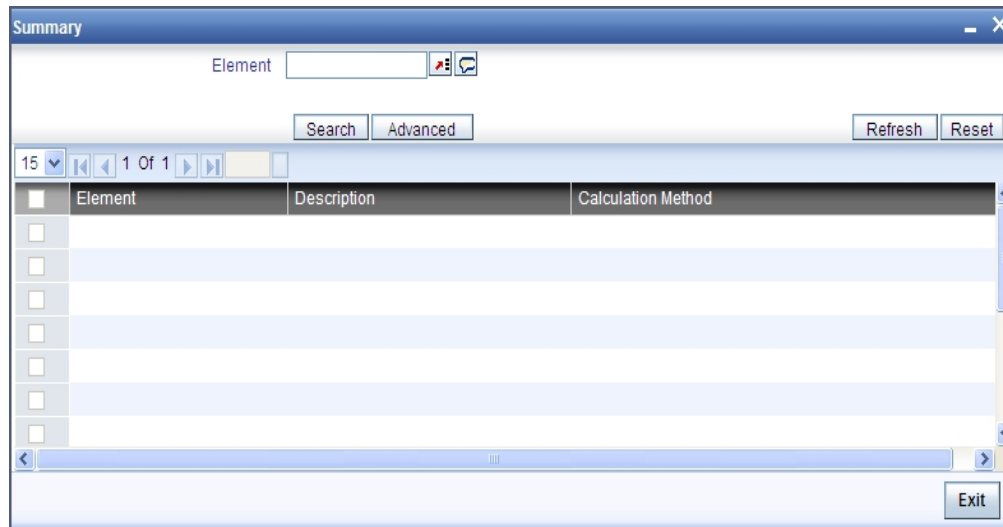 Summary
Element
Search Advanced Refresh Reset
15 1 Of 1
Element Description Calculation Method
Exit